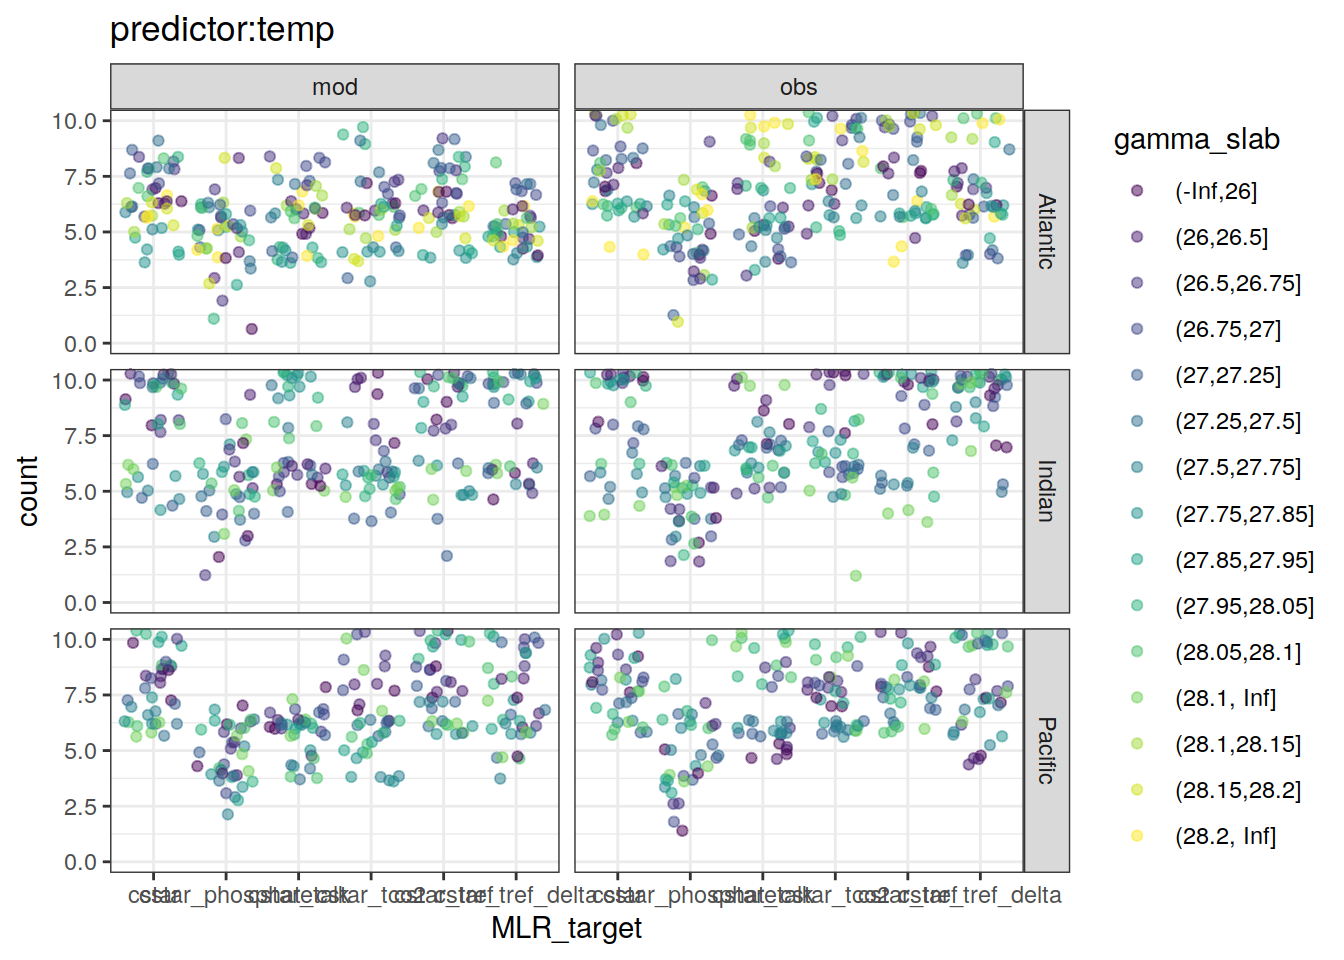 predictor:temp
mod
obs
gamma_slab
10.0
7.5
5.0
2.5
0.0
Atlantic
10.0
7.5
5.0
2.5
0.0
Indian
10.0
7.5
5.0
2.5
0.0
Pacific
count
(-Inf,26]
(26,26.5]
(26.5,26.75]
(26.75,27]
(27,27.25]
(27.25,27.5]
(27.5,27.75]
(27.75,27.85]
(27.85,27.95]
(27.95,28.05]
(28.05,28.1]
(28.1, Inf]
(28.1,28.15]
(28.15,28.2]
(28.2, Inf]
MLR_target